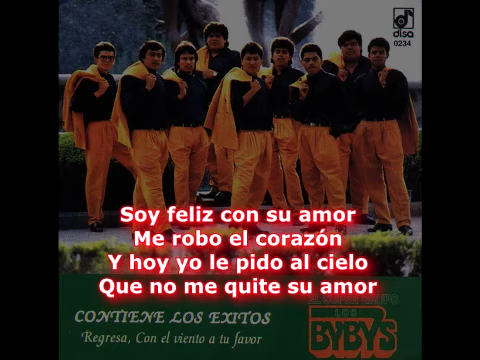 disa
0234
Soy feliz con su amor
Me robo el corazón
Y hoy yo le pido al cielo
Que no me quite su amor
CONTIENE LOS EXITOS
Regresa, Con el viento a tu favor
LOS
BYBYS